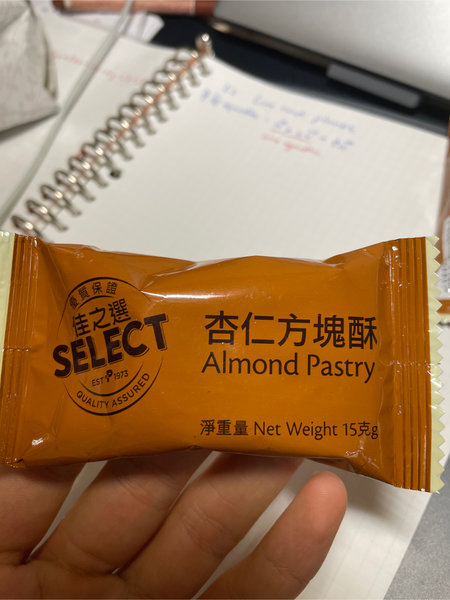 優質保證
佳之選
SELECT
EST 1973
QUALITY ASSURED
杏仁方塊酥
Almond Pastry
淨重量 Net Weight 15克g